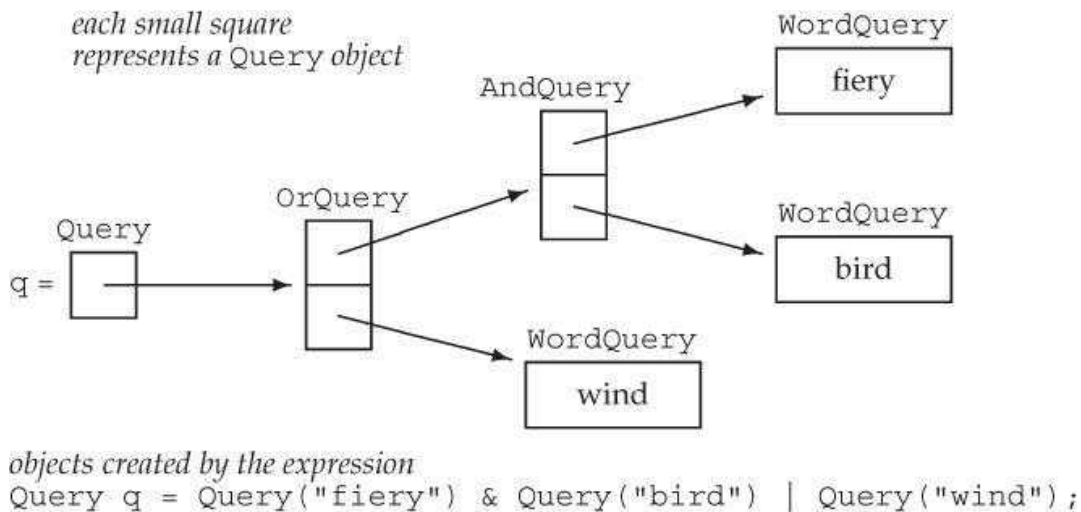 each small square
represents a Query object
WordQuery
fiery
AndQuery
OrQuery
WordQuery
bird
Query
q =
WordQuery
wind
objects created by the expression
Query q = Query("fiery") & Query("bird") | Query("wind");